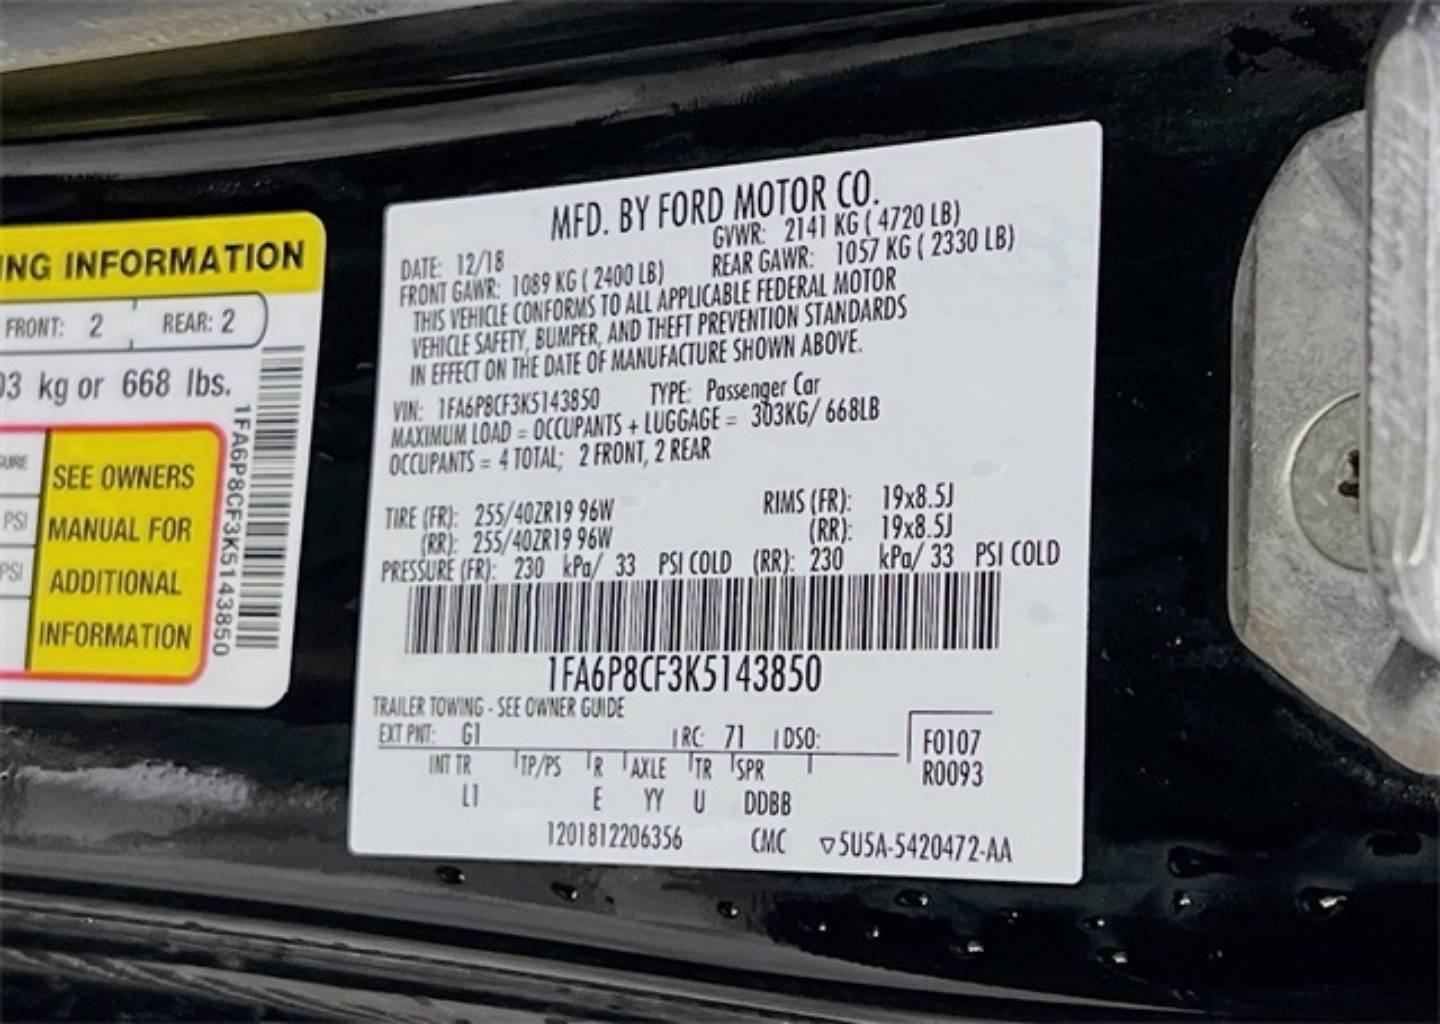 ING INFORMATION
FRONT: 2 REAR: 2
03 kg or 668 lbs.
PSI
PSI
SEE OWNERS
MANUAL FOR
ADDITIONAL
INFORMATION
1FA6P8CF3K5143850
MFD. BY FORD MOTOR CO.
DATE: 12/18 GVWR: 2141 KG ( 4720 LB)
FRONT GAWR: 1089 KG ( 2400 LB) REAR GAWR: 1057 KG ( 2330 LB)
THIS VEHICLE CONFORMS TO ALL APPLICABLE FEDERAL MOTOR
VEHICLE SAFETY, BUMPER, AND THEFT PREVENTION STANDARDS
IN EFFECT ON THE DATE OF MANUFACTURE SHOWN ABOVE.
VIN: 1FA6P8CF3K5143850 TYPE: Passenger Car
MAXIMUM LOAD = OCCUPANTS + LUGGAGE = 303KG/ 668LB
OCCUPANTS = 4 TOTAL; 2 FRONT, 2 REAR
TIRE (FR): 255/40ZR19 96W RIMS (FR): 19x8.5J
(RR): 255/40ZR19 96W (RR): 19x8.5J
PRESSURE (FR): 230 kPa/ 33 PSI COLD (RR): 230 kPa/ 33 PSI COLD
1FA6P8CF3K5143850
TRAILER TOWING - SEE OWNER GUIDE
EXT PNT: G1 RC: 71 DSO: F0107
INT TR TP/PS R AXLE TR SPR R0093
L1 E YY U DDBB
1201812206356 CMC ▽5U5A-5420472-AA